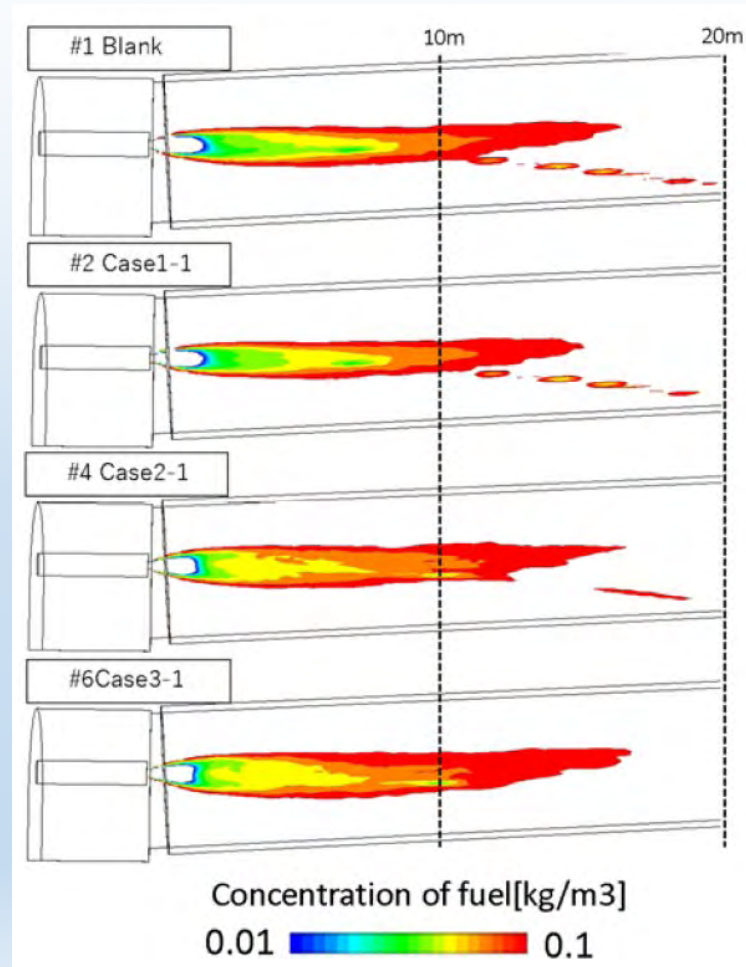 #1 Blank
10m
20m
#2 Case1-1
#4 Case2-1
#6Case3-1
Concentration of fuel[kg/m3]
0.01
0.1